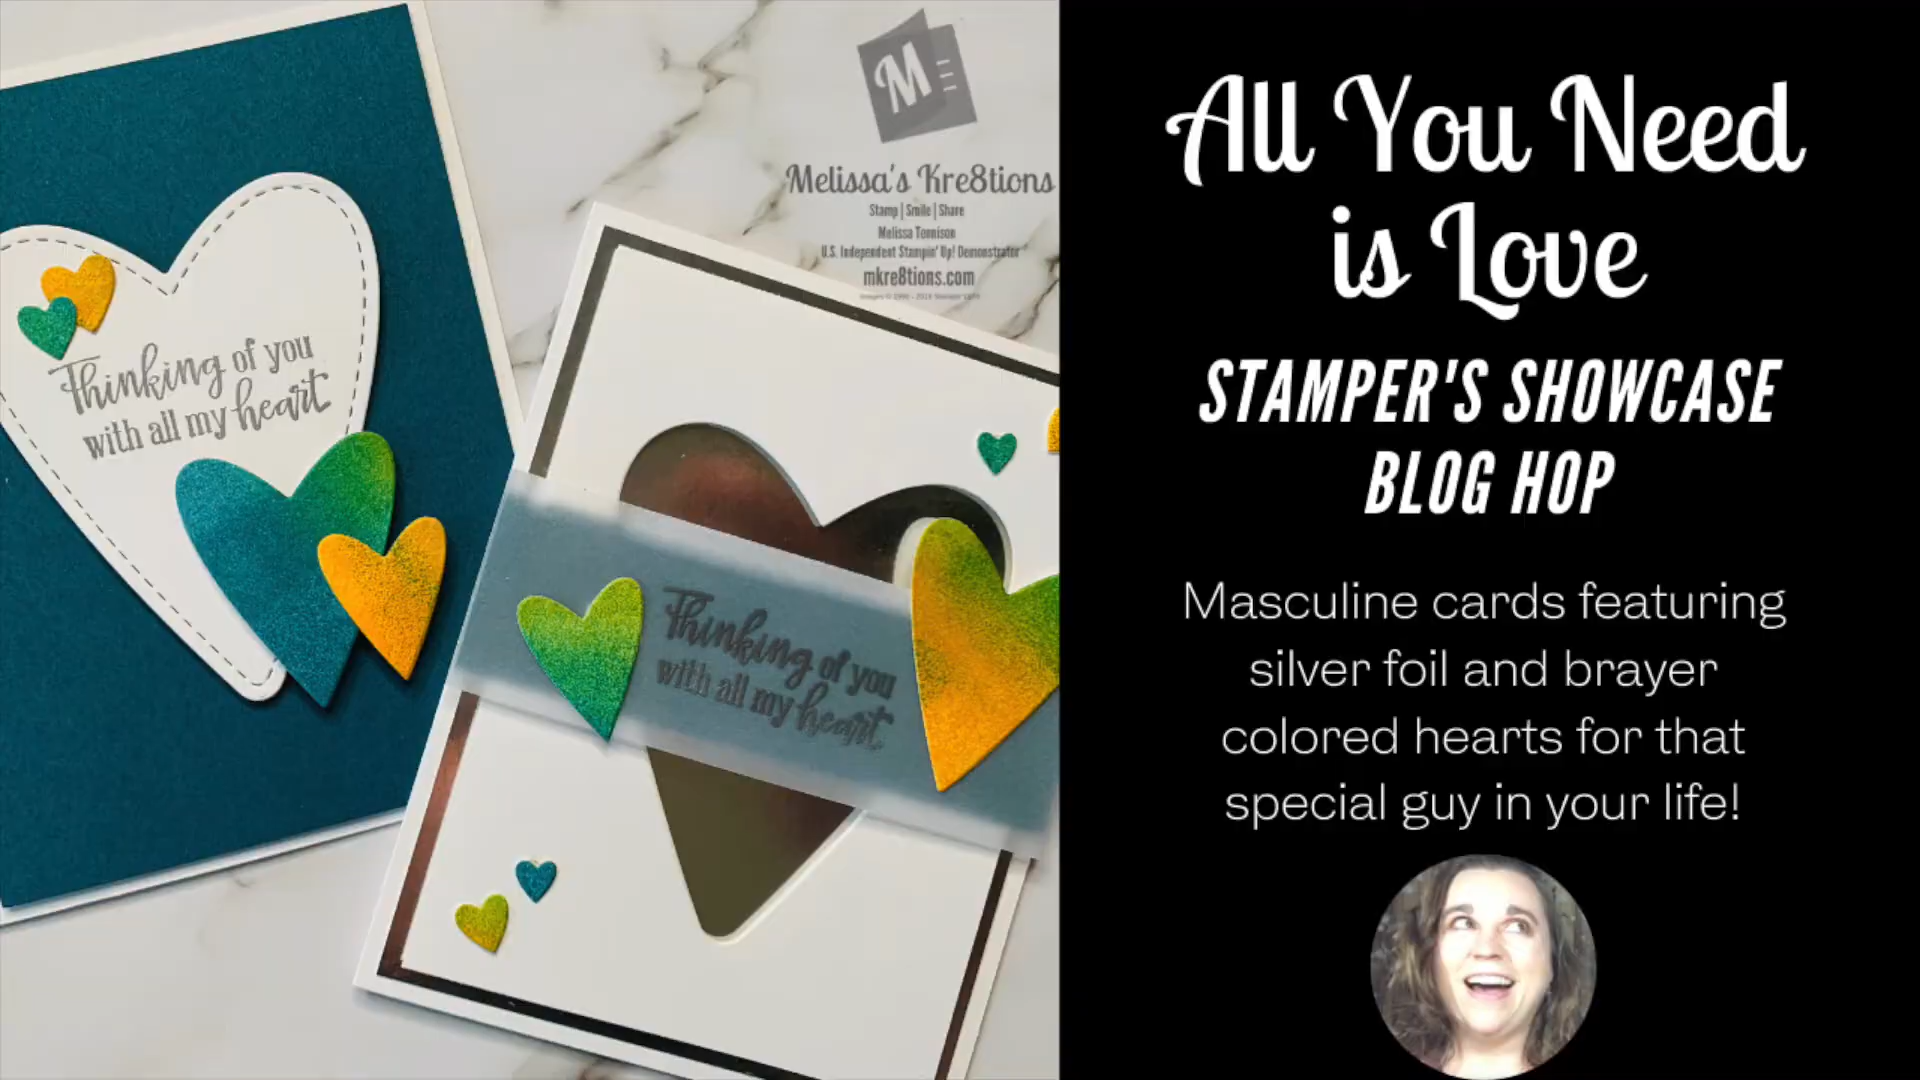 M
Melissa's Kre8tions
Stamp | Smile | Share
Melissa Tennison
U.S. Independent Stampin' Up! Demonstrator
mkre8tions.com
Thinking of you
with all my heart
Thinking of you
with all my heart
All You Need
is Love
STAMPER'S SHOWCASE
BLOG HOP
Masculine cards featuring
silver foil and brayer
colored hearts for that
special guy in your life!